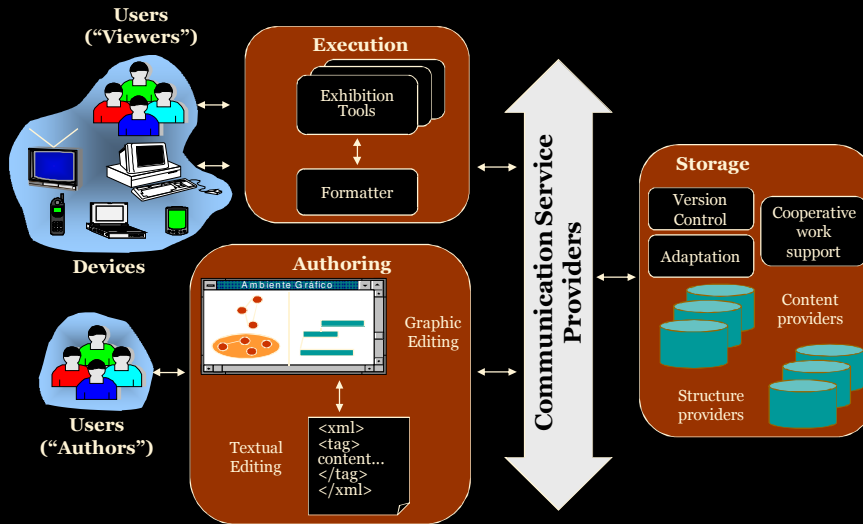 Users
(“Viewers”)
Devices
Execution
Exhibition
Tools
Formatter
Authoring
Ambiente Gráfico
Graphic
Editing
Textual
Editing
<xml>
<tag>
content...
</tag>
</xml>
Users
(“Authors”)
Communication Service
Providers
Storage
Version
Control
Adaptation
Cooperative
work
support
Content
providers
Structure
providers